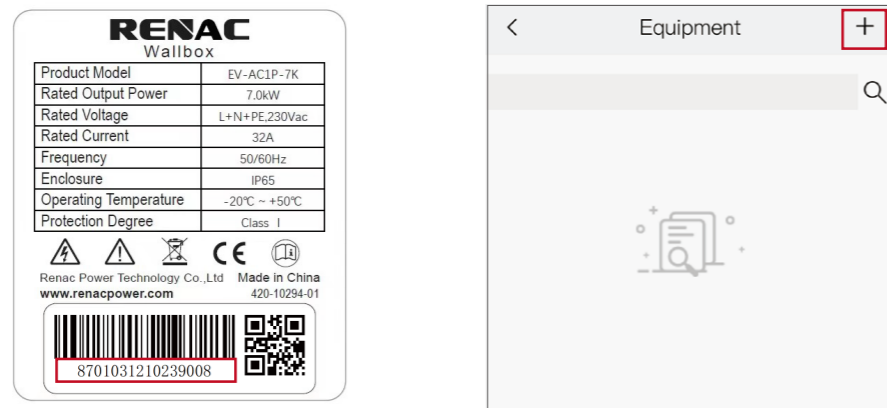 RENAC
Wallbox
Product Model EV-AC1P-7K
Rated Output Power 7.0kW
Rated Voltage L+N+PE,230Vac
Rated Current 32A
Frequency 50/60Hz
Enclosure IP65
Operating Temperature -20℃ ~ +50℃
Protection Degree Class I
CE
Renac Power Technology Co.,Ltd Made in China
www.renacpower.com 420-10294-01
8701031210239008
Equipment